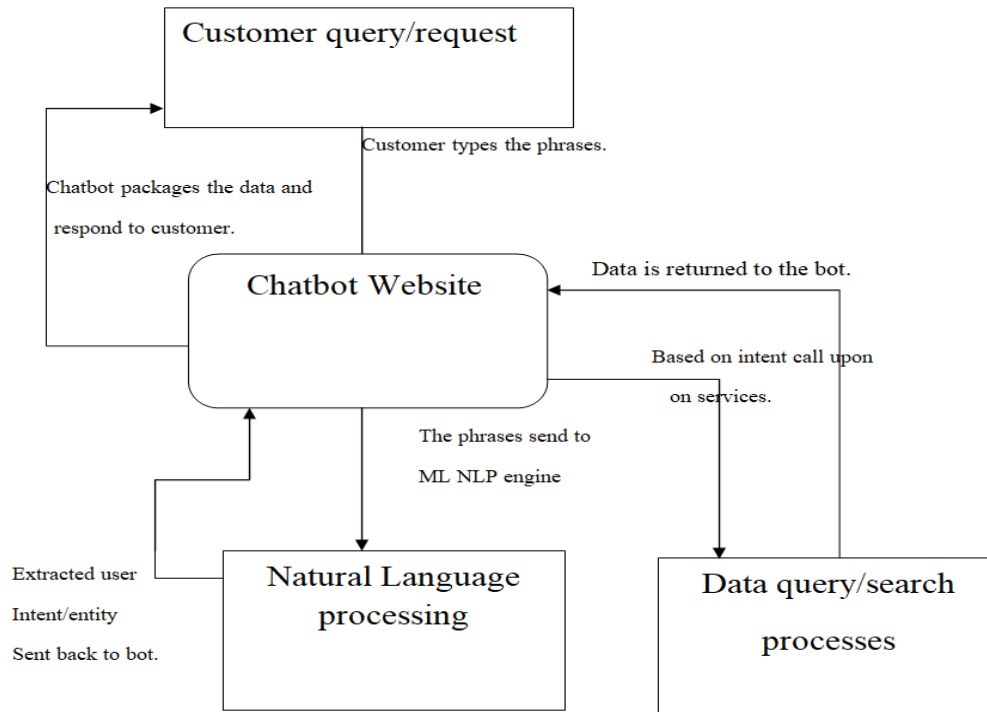 Customer query/request
Customer types the phrases.
Chatbot packages the data and
respond to customer.
Chatbot Website
Data is returned to the bot.
Based on intent call upon
on services.
The phrases send to
ML NLP engine
Extracted user
Intent/entity
Sent back to bot.
Natural Language
processing
Data query/search
processes